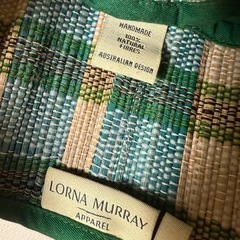 HANDMADE
100%
NATURAL
FIBRES
AUSTRALIAN DESIGN
LORNA MURRAY
APPAREL